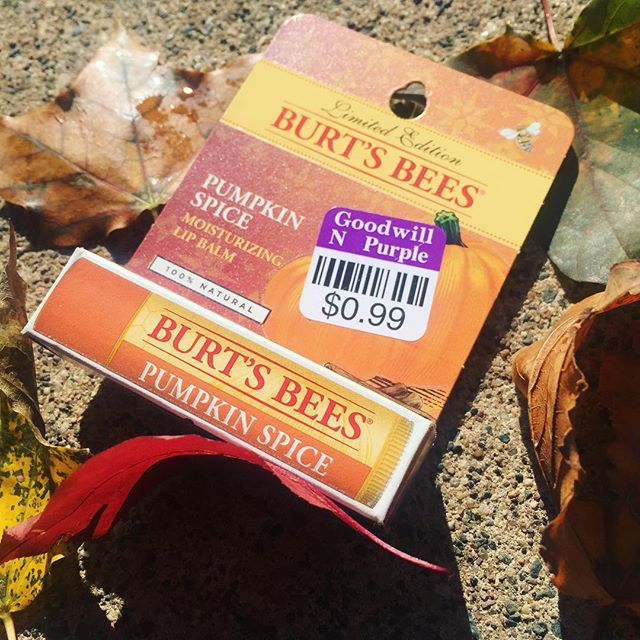 Limited Edition
BURT'S BEES®
PUMPKIN
SPICE
MOISTURIZING
LIP BALM
100% NATURAL
Goodwill
N Purple
$0.99
BURT'S BEES®
PUMPKIN SPICE